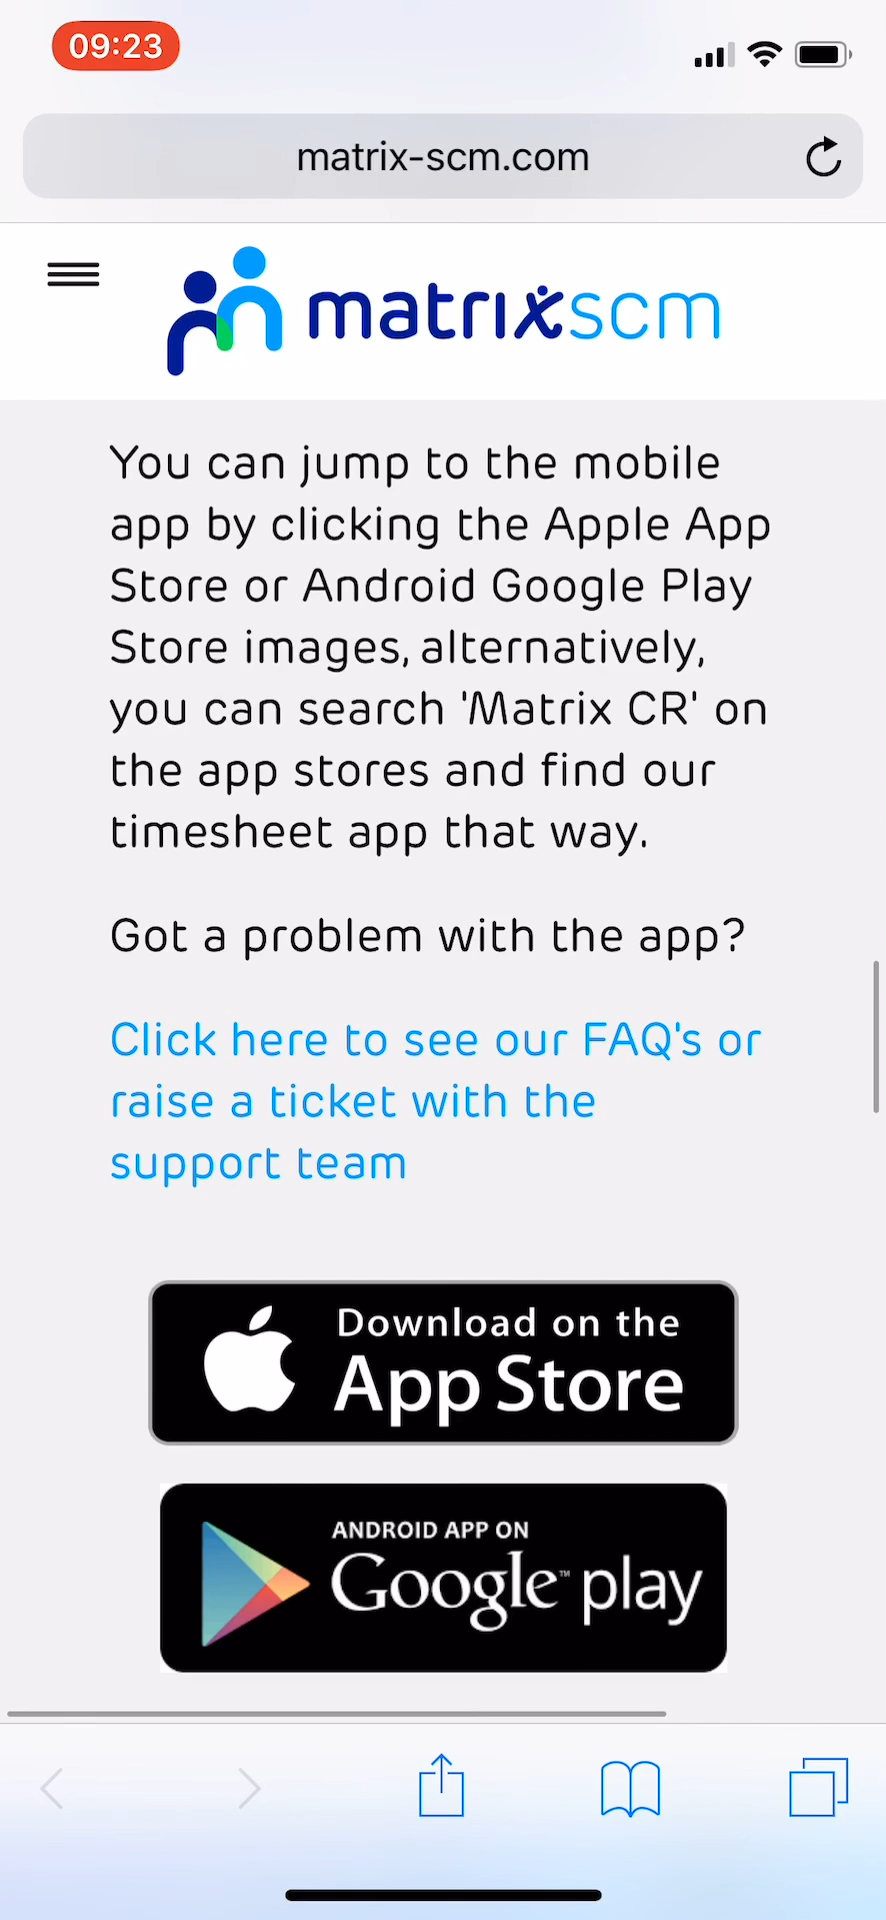 09:23
matrix-scm.com
matrixscm
You can jump to the mobile
app by clicking the Apple App
Store or Android Google Play
Store images, alternatively,
you can search 'Matrix CR' on
the app stores and find our
timesheet app that way.
Got a problem with the app?
Click here to see our FAQ's or
raise a ticket with the
support team
Download on the
App Store
ANDROID APP ON
Google™ play